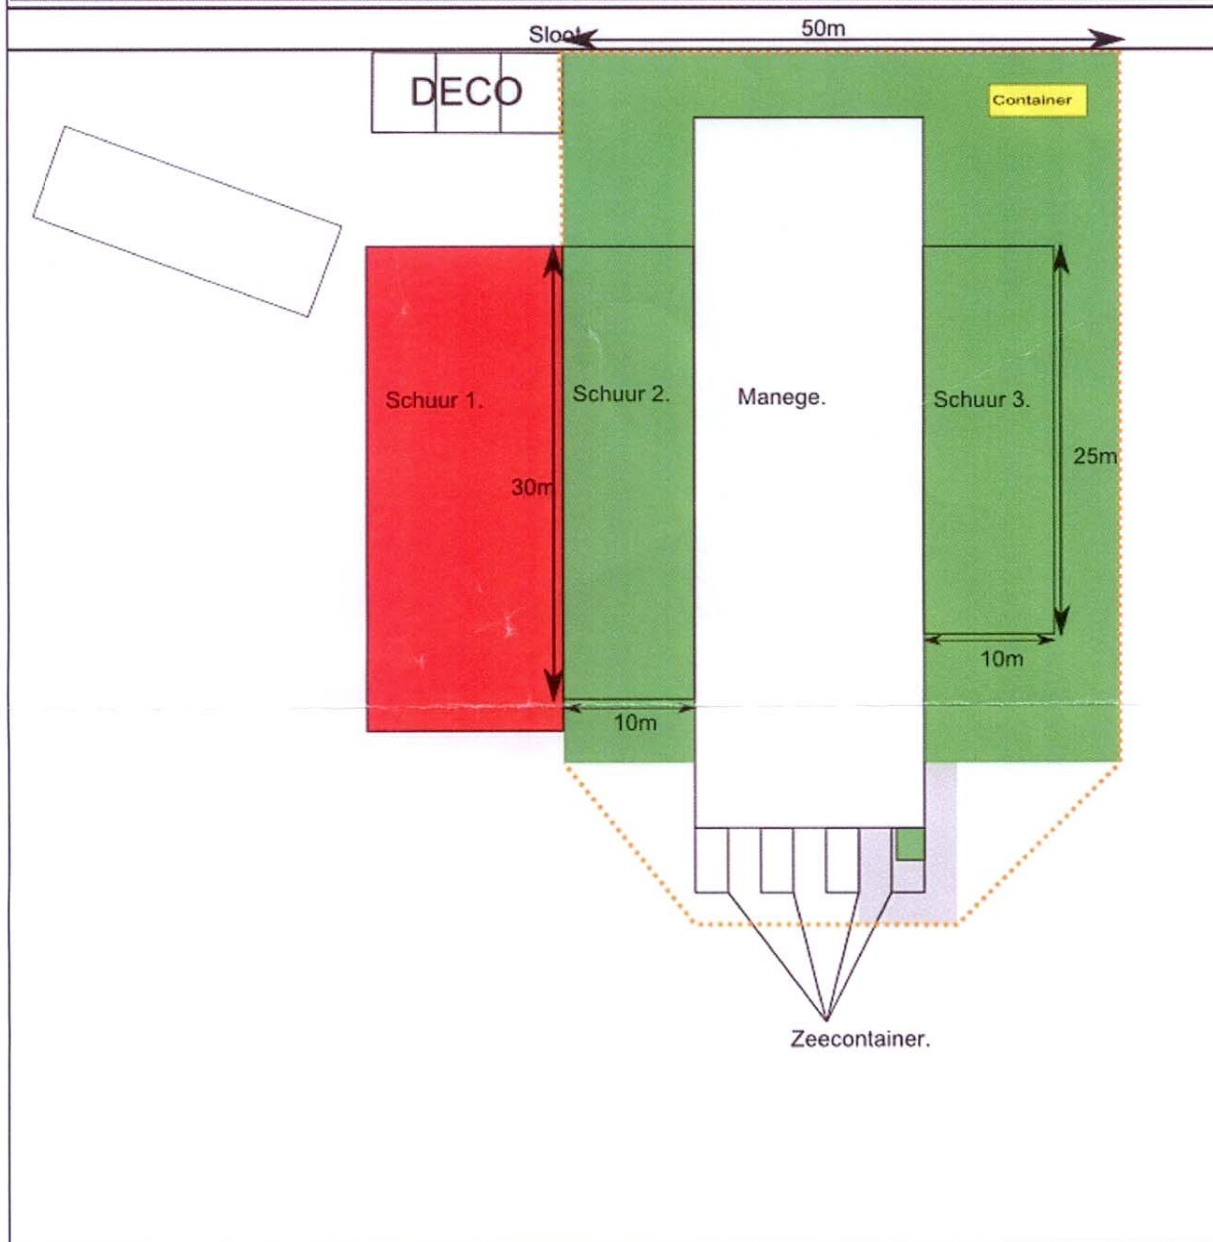 Sloot
50m
DECO
Container
Schuur 1.
Schuur 2.
Manege.
Schuur 3.
25m
30m
10m
10m
Zeecontainer.